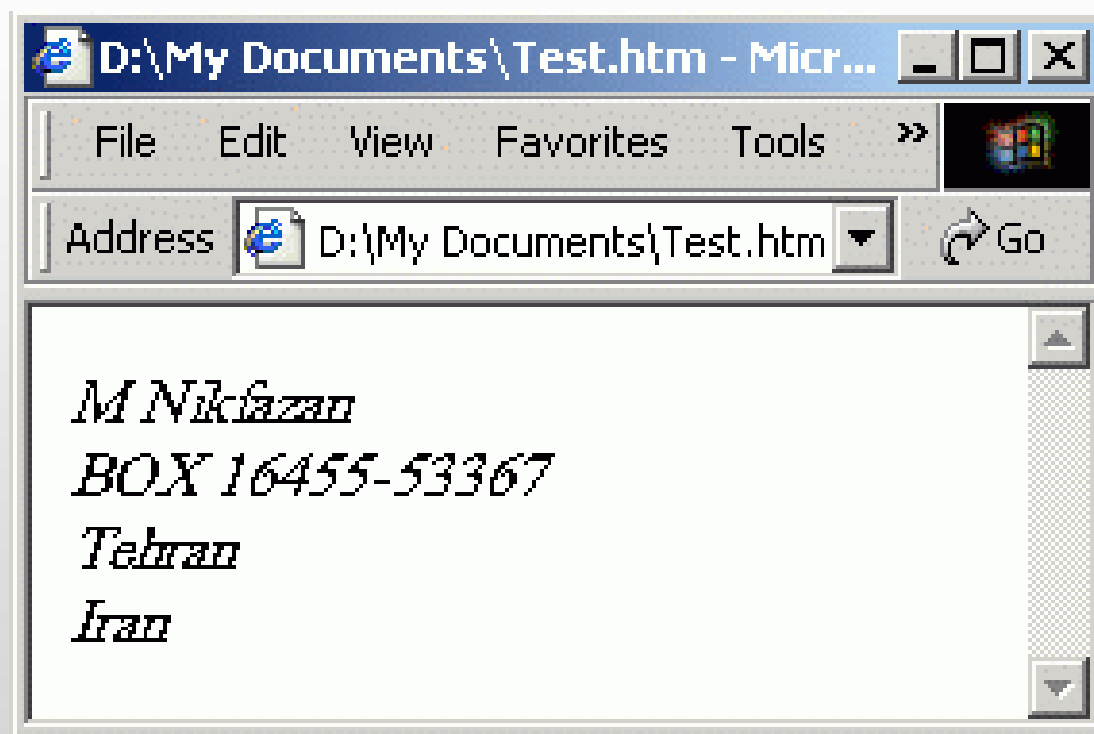 D:\My Documents\Test.htm - Micr...
File Edit View Favorites Tools »
Address D:\My Documents\Test.htm Go
M Nikfazan
BOX 16455-53367
Tehran
Iran